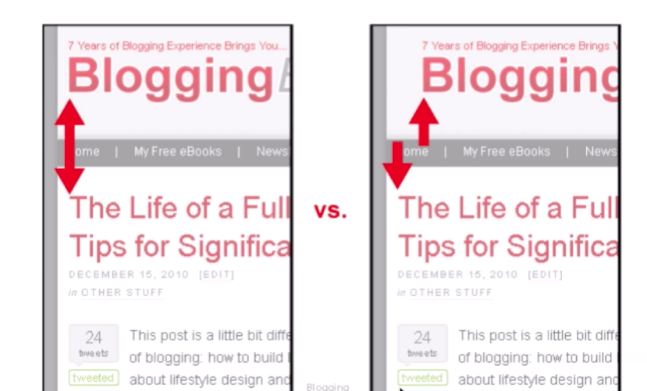 7 Years of Blogging Experience Brings You...
Blogging
ome | My Free eBooks | News
The Life of a Full
Tips for Significa
DECEMBER 15, 2010 [EDIT]
in OTHER STUFF
24
tweets
tweeted
This post is a little bit diffe
of blogging: how to build
about lifestyle design and
vs.
7 Years of Blogging Experience Brings
Blogging
ome | My Free eBooks | News
The Life of a Full
Tips for Significa
DECEMBER 15, 2010 [EDIT]
in OTHER STUFF
24
tweets
tweeted
This post is a little bit diffe
of blogging: how to build
about lifestyle design and
Blogging